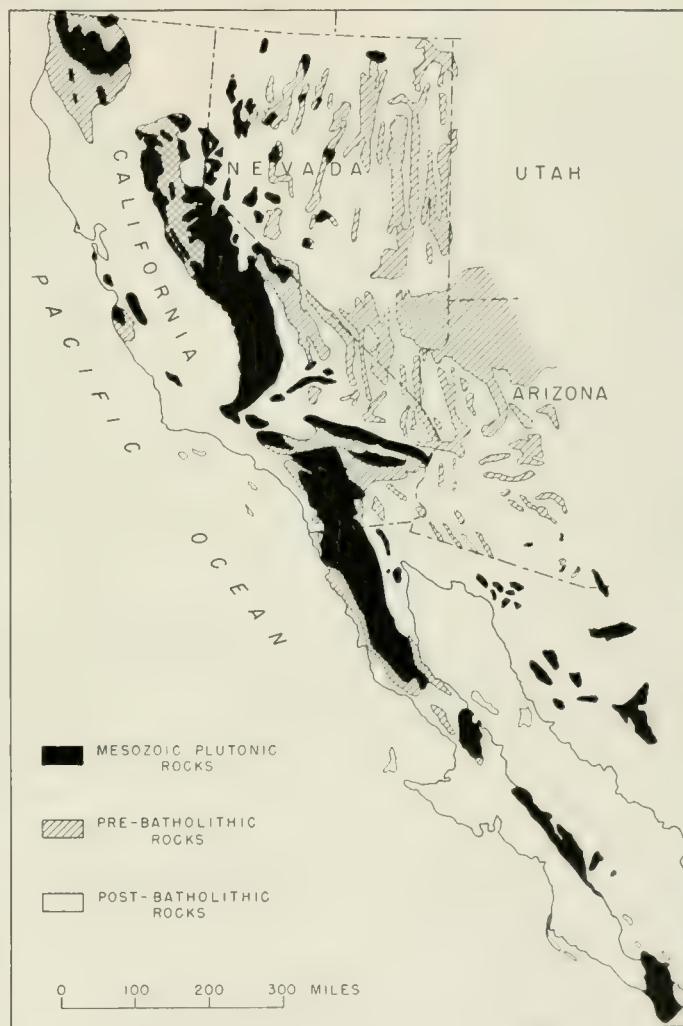 CALIFORNIA
NEVADA
UTAH
ARIZONA
PACIFIC OCEAN
MESOZOIC PLUTONIC
ROCKS
PRE-BATHOLITHIC
ROCKS
POST-BATHOLITHIC
ROCKS
0 100 200 300 MILES